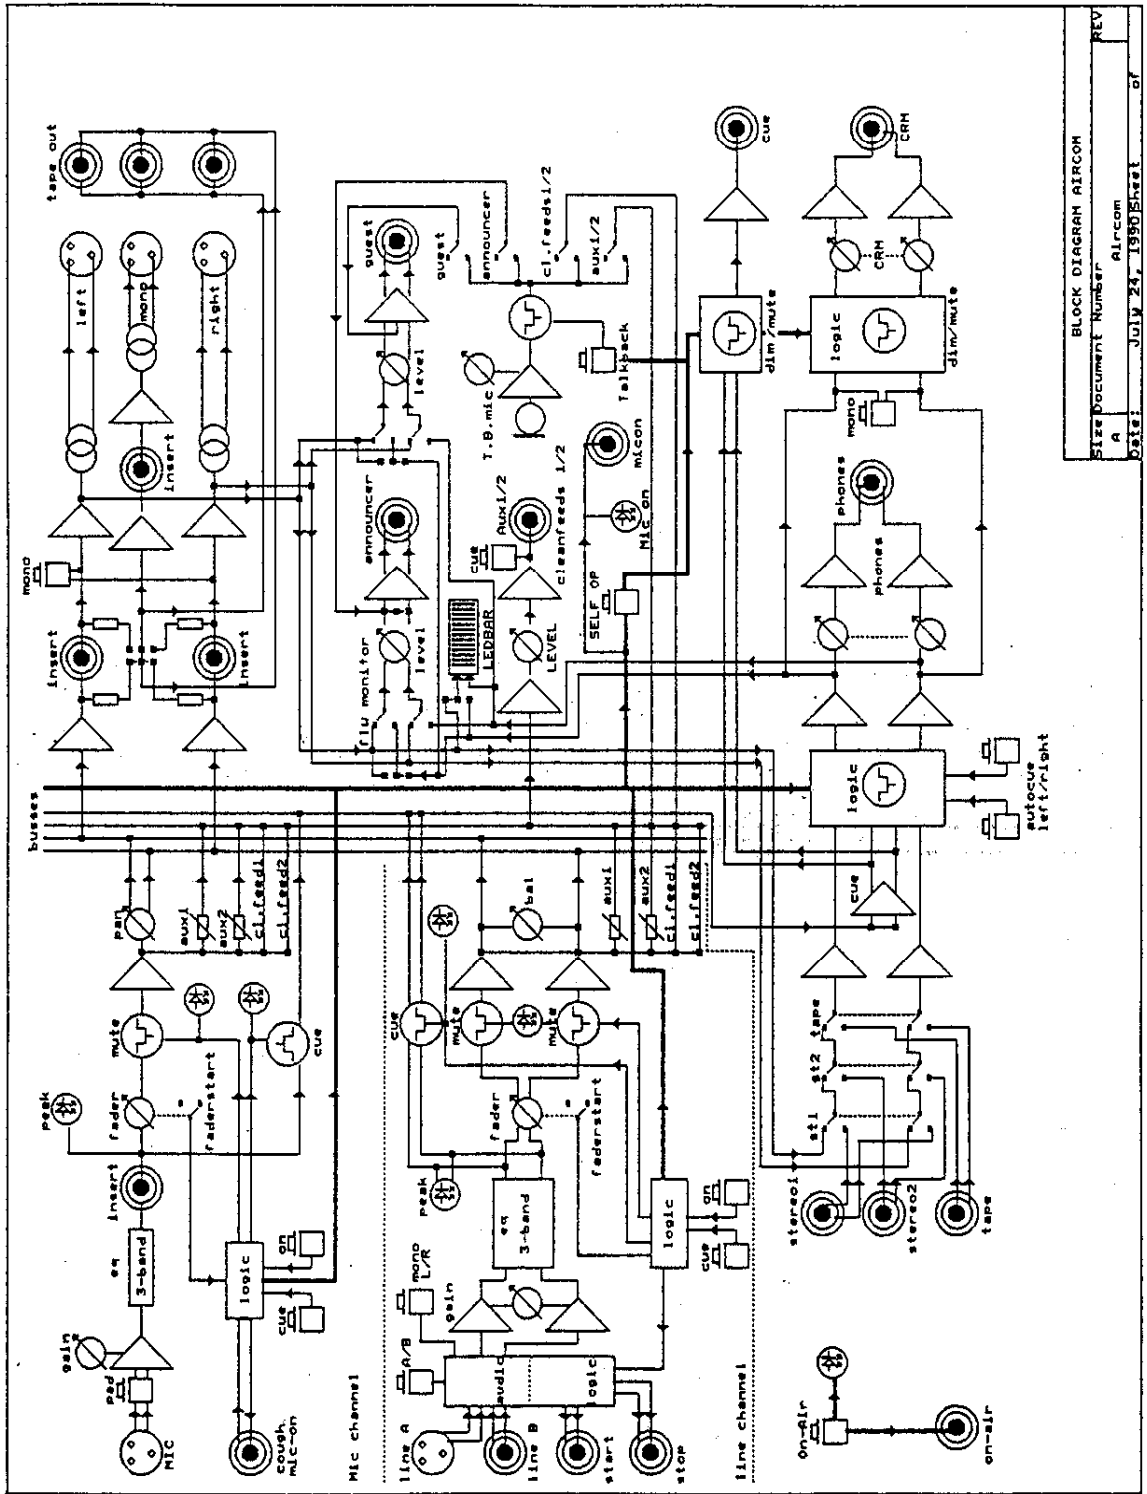 MIC
pad
gain
eq
3-band
insert
peak
fader
faderstart
mute
cue
pan
aux1
aux2
cl.feed1
cl.feed2
busses
cough
mic-on
logic
cue
on
Mic channel
insert
insert
mono
insert
left
mono
right
tape out
line A
line B
start
stop
A/B
mono
L/R
audio
logic
gain
eq
3-band
peak
fader
faderstart
cue
mute
mute
bal
aux1
aux2
cl.feed1
cl.feed2
logic
cue
on
line channel
flw monitor
level
announcer
level
guest
LEDBAR
LEVEL
cue
Aux1/2
cleanfeeds 1/2
T.B.mic
Talkback
guest
announcer
cl.feeds1/2
aux1/2
SELF OP
Mic on
micon
On-Air
on-air
stereo1
stereo2
tape
st1
st2
tape
cue
logic
autocue
left/right
phones
phones
mono
logic
dim/mute
dim/mute
cue
CRM
CRM
BLOCK DIAGRAM AIRCOM
Size
Document Number
REV
A
Aircom
Date:
July 24, 1990
Sheet
of